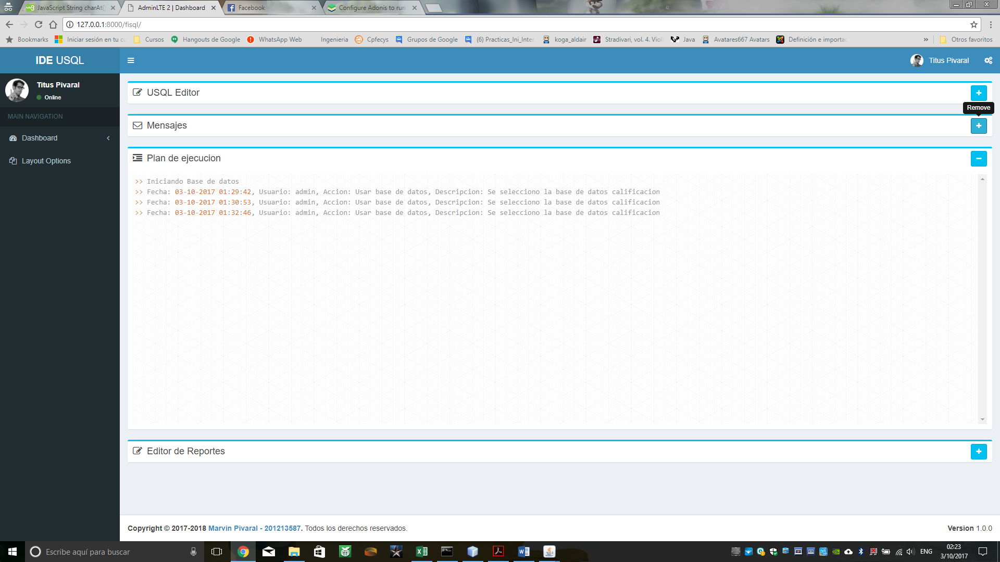 JavaScript String charAt()
AdminLTE 2 | Dashboard
Facebook
Configure Adonis to run
127.0.0.1:8000/fisql/
Bookmarks
Iniciar sesión en tu cu
Cursos
Hangouts de Google
WhatsApp Web
Ingenieria
Cpfecys
Grupos de Google
(6) Practicas_Ini_Inter
koga_aldair
Stradivari, vol. 4. Violi
Java
Avatares667 Avatars
Definición e importac
»
Otros favoritos
IDE USQL
Titus Pivaral
Titus Pivaral
Online
MAIN NAVIGATION
Dashboard
Layout Options
USQL Editor
Remove
Mensajes
Plan de ejecucion
>> Iniciando Base de datos
>> Fecha: 03-10-2017 01:29:42, Usuario: admin, Accion: Usar base de datos, Descripcion: Se selecciono la base de datos calificacion
>> Fecha: 03-10-2017 01:30:53, Usuario: admin, Accion: Usar base de datos, Descripcion: Se selecciono la base de datos calificacion
>> Fecha: 03-10-2017 01:32:46, Usuario: admin, Accion: Usar base de datos, Descripcion: Se selecciono la base de datos calificacion
Editor de Reportes
Copyright © 2017-2018 Marvin Pivaral - 201213587. Todos los derechos reservados.
Version 1.0.0
Escribe aquí para buscar
ENG
02:23
3/10/2017